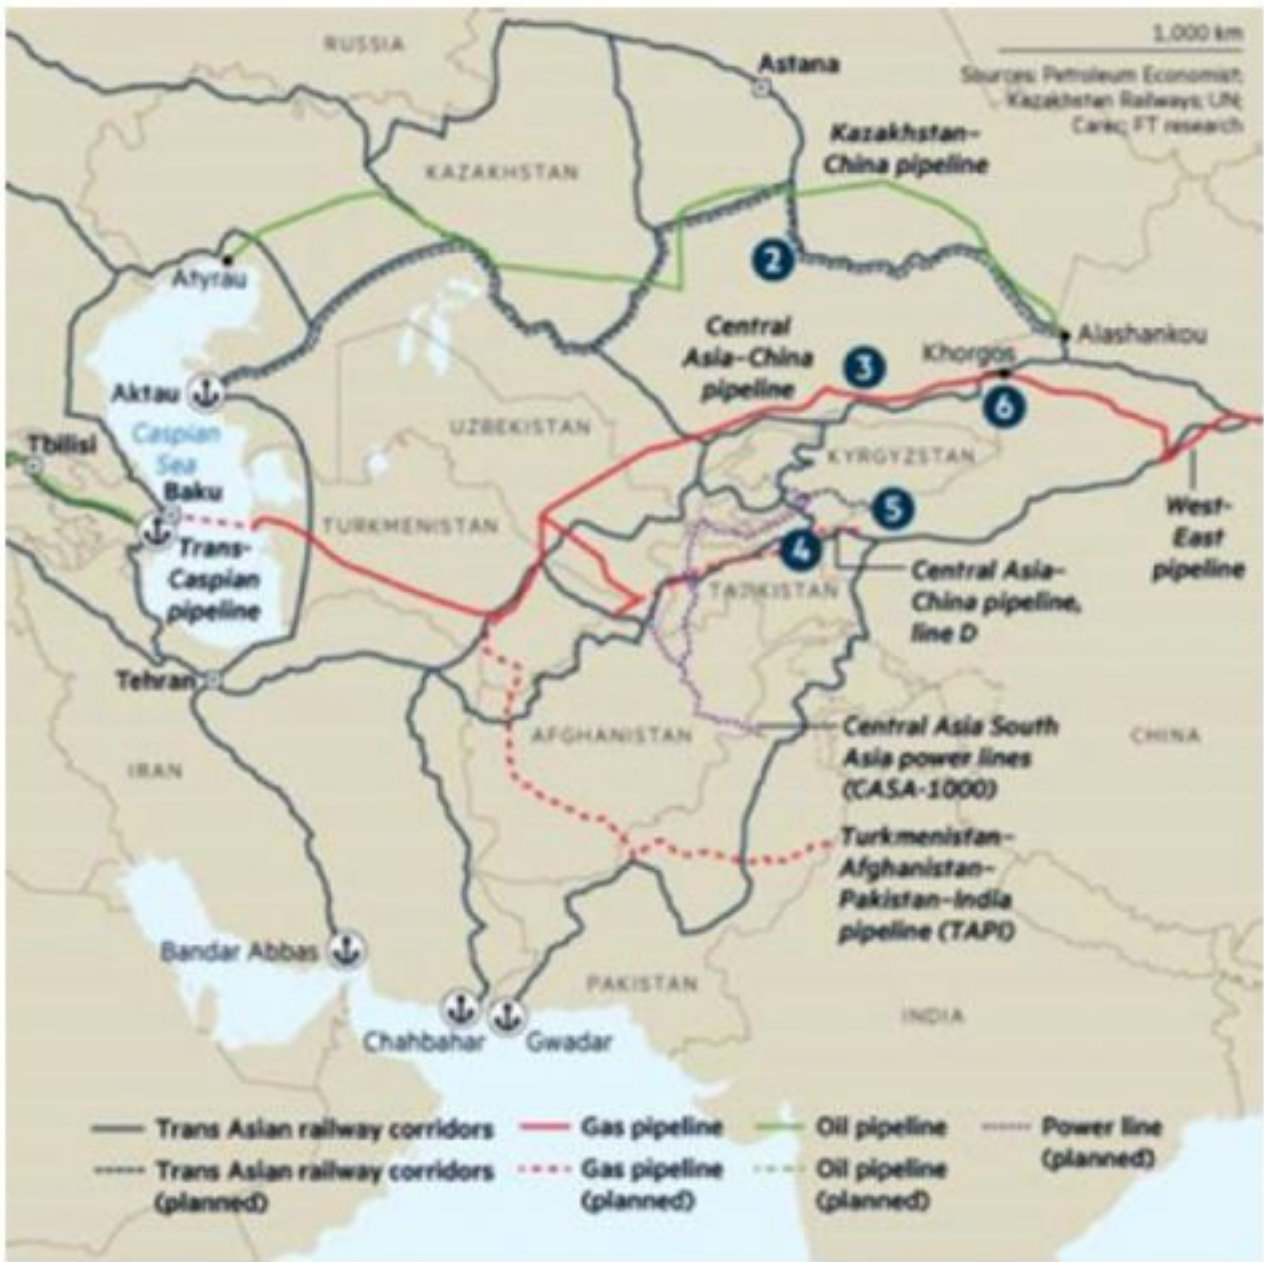 RUSSIA
1,000 km
Astana
Sources: Petroleum Economist;
Kazakhstan Railways; UN;
Carec; FT research
Kazakhstan–
China pipeline
KAZAKHSTAN
2
Atyrau
Central
Asia–China
pipeline
Alashankou
Khorgos
3
Aktau
6
Caspian
Sea
UZBEKISTAN
Tbilisi
KYRGYZSTAN
Baku
5
West-
East
pipeline
TURKMENISTAN
Trans-
Caspian
pipeline
4
Central Asia–
China pipeline,
line D
TAJIKISTAN
Tehran
Central Asia South
Asia power lines
(CASA-1000)
AFGHANISTAN
CHINA
IRAN
Turkmenistan–
Afghanistan–
Pakistan–India
pipeline (TAPI)
Bandar Abbas
PAKISTAN
INDIA
Chahbahar
Gwadar
Trans Asian railway corridors
Gas pipeline
Oil pipeline
Power line
(planned)
Trans Asian railway corridors
(planned)
Gas pipeline
(planned)
Oil pipeline
(planned)